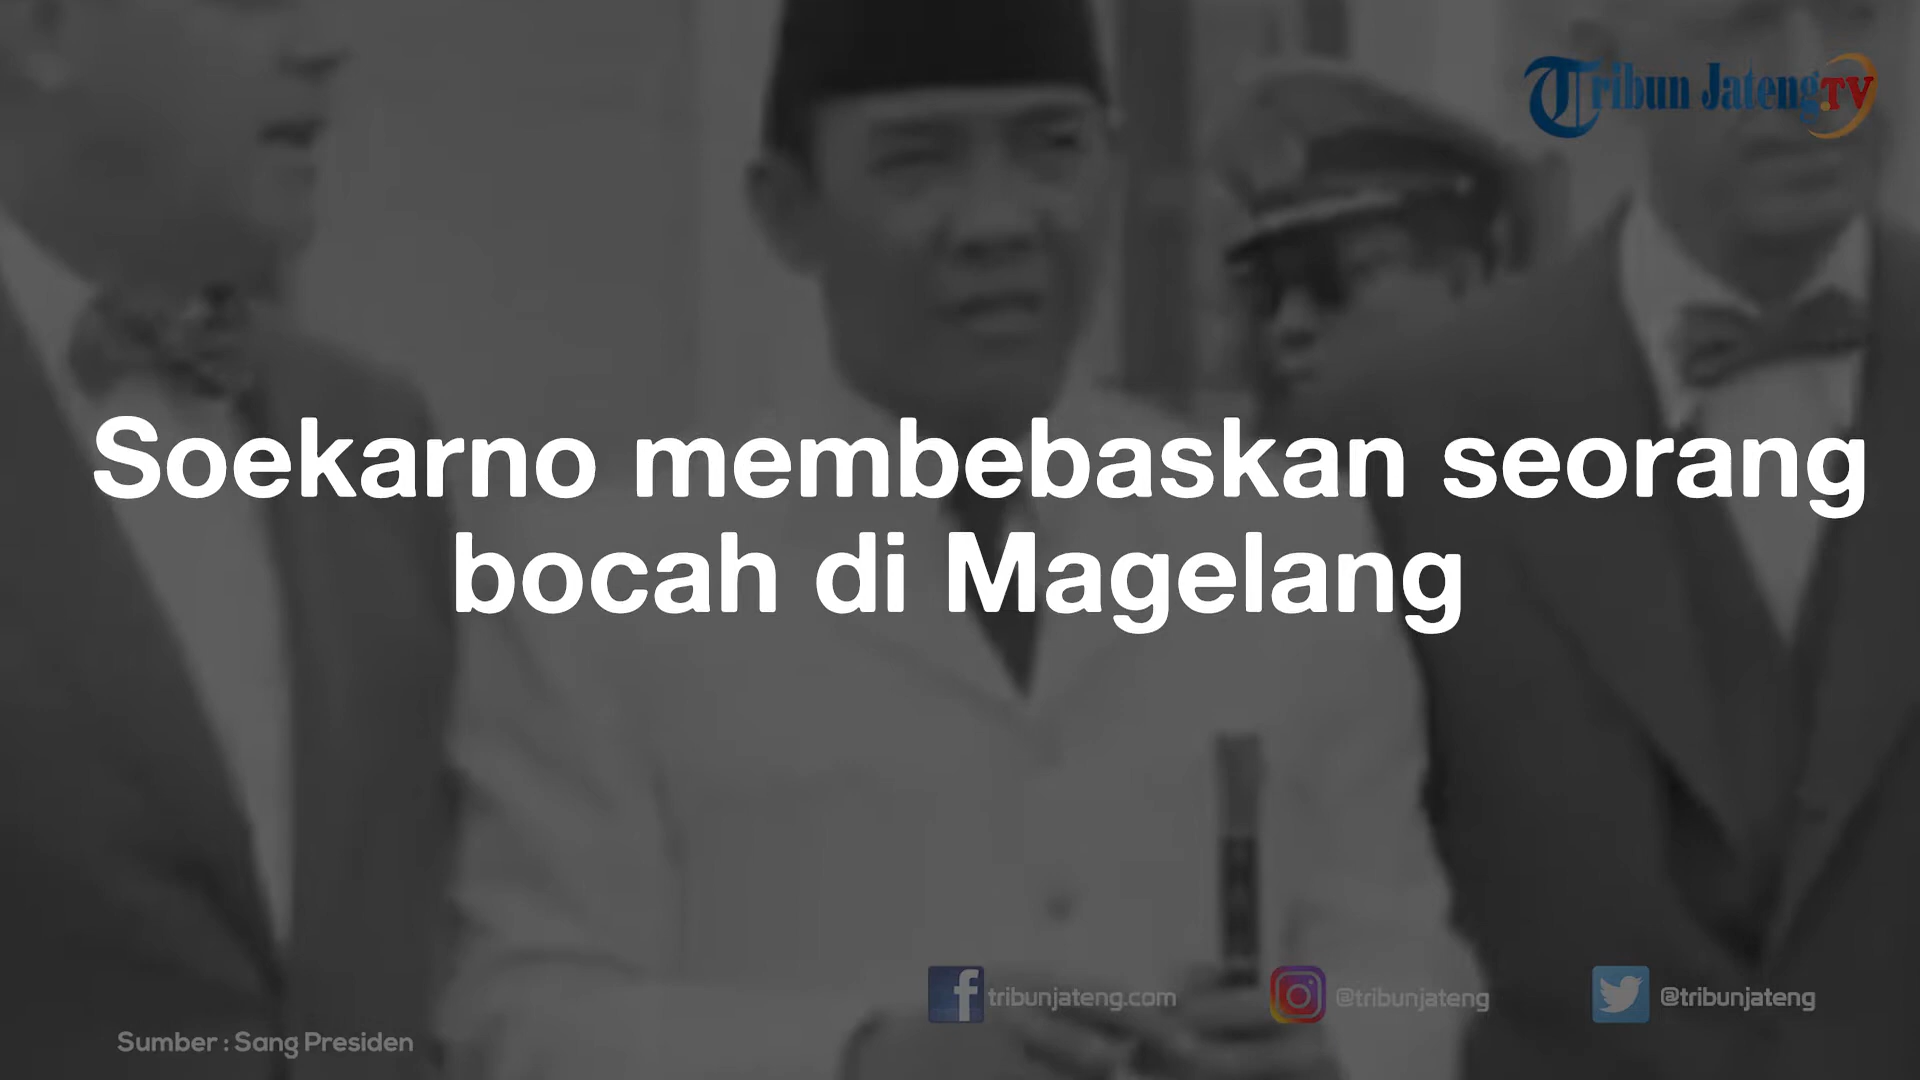 Tribun Jateng.TV
Soekarno membebaskan seorang
bocah di Magelang
tribunjateng.com
@tribunjateng
@tribunjateng
Sumber : Sang Presiden